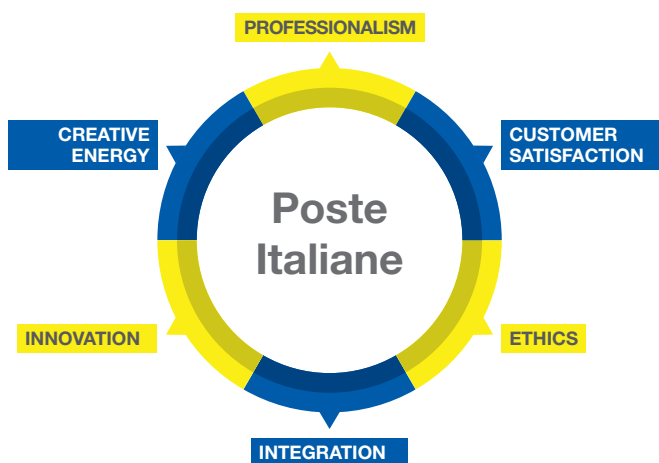 PROFESSIONALISM
CREATIVE
ENERGY
CUSTOMER
SATISFACTION
Poste
Italiane
INNOVATION
ETHICS
INTEGRATION